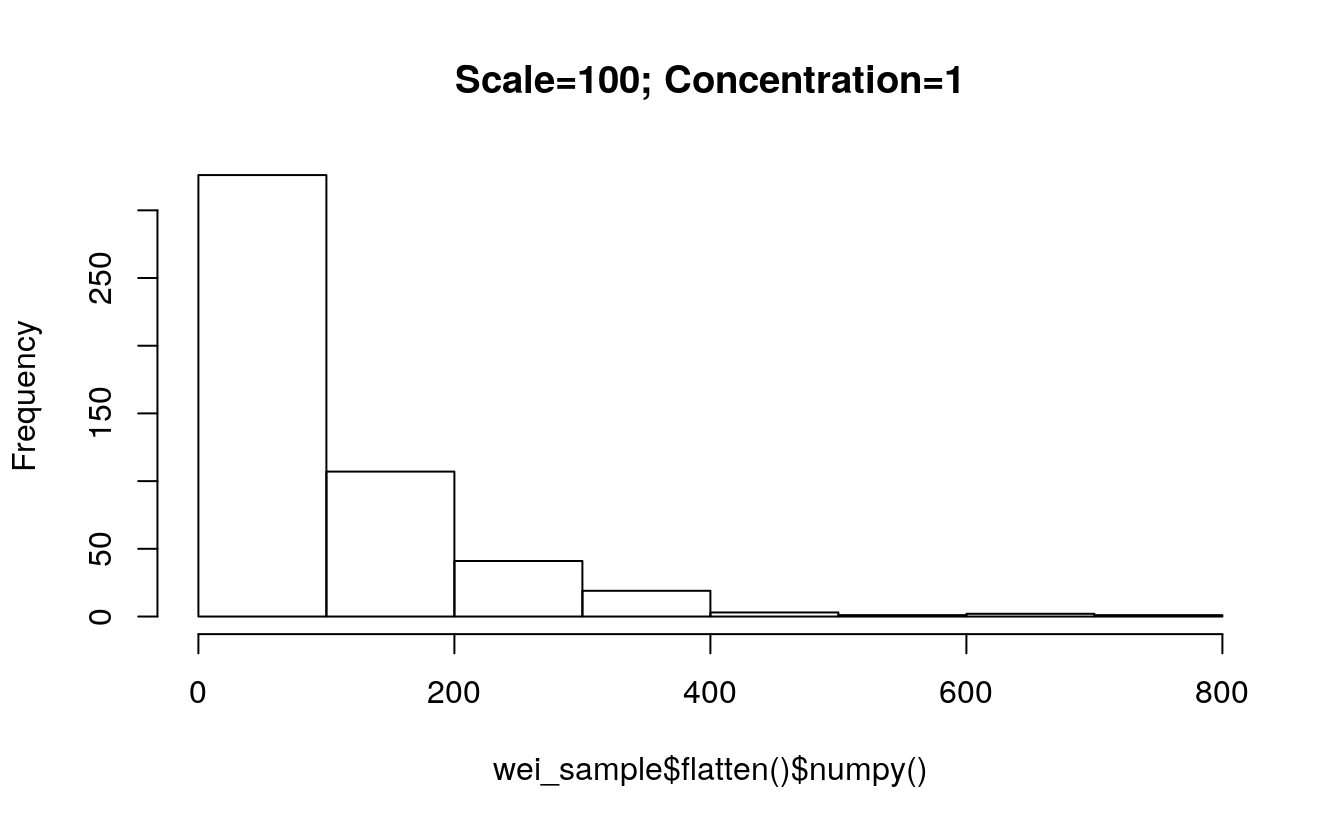 Scale=100; Concentration=1
Frequency
250
150
50
0
0 200 400 600 800
wei_sample$flatten()$numpy()